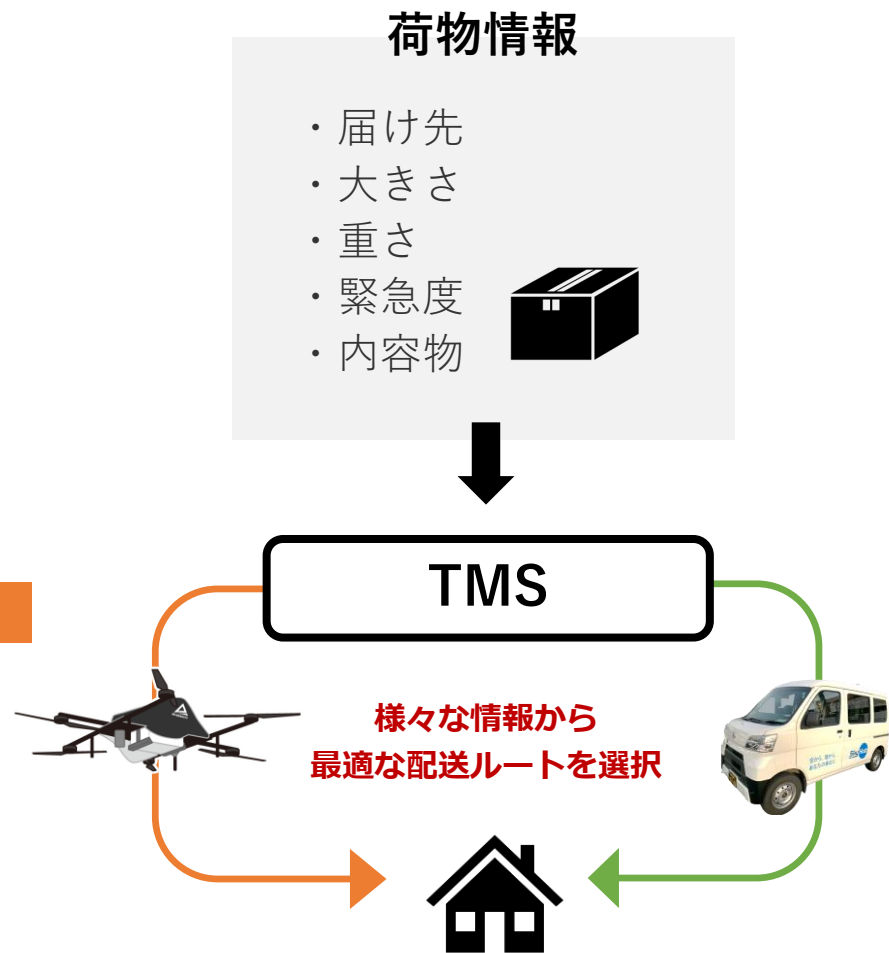 荷物情報
・届け先
・大きさ
・重さ
・緊急度
・内容物
TMS
様々な情報から
最適な配送ルートを選択